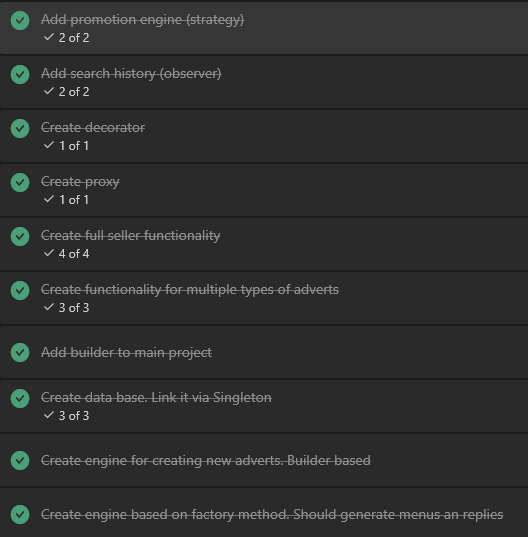 Add promotion engine (strategy)
2 of 2
Add search history (observer)
2 of 2
Create decorator
1 of 1
Create proxy
1 of 1
Create full seller functionality
4 of 4
Create functionality for multiple types of adverts
3 of 3
Add builder to main project
Create data base. Link it via Singleton
3 of 3
Create engine for creating new adverts. Builder based
Create engine based on factory method. Should generate menus an replies